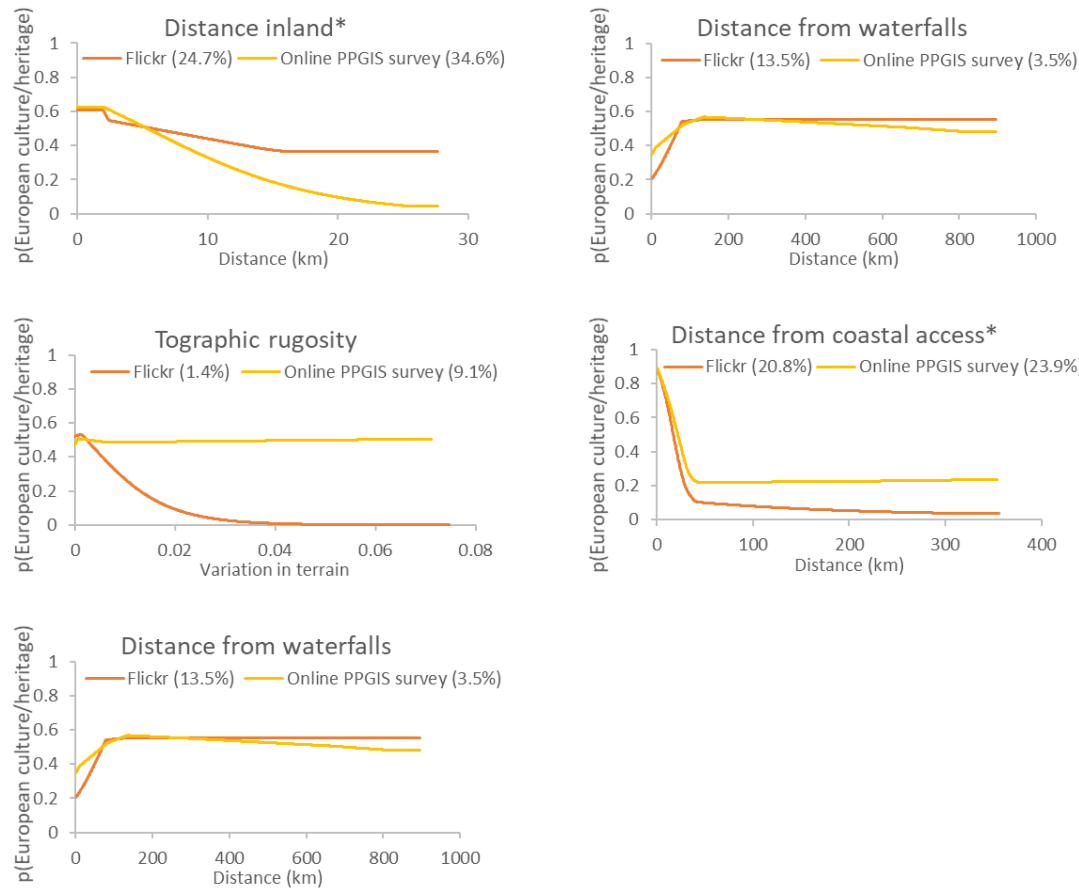 Distance inland*
Flickr (24.7%) Online PPGIS survey (34.6%)
p(European culture/heritage)
1
0.8
0.6
0.4
0.2
0
0 10 20 30
Distance (km)
Distance from waterfalls
Flickr (13.5%) Online PPGIS survey (3.5%)
p(European culture/heritage)
1
0.8
0.6
0.4
0.2
0
0 200 400 600 800 1000
Distance (km)
Tographic rugosity
Flickr (1.4%) Online PPGIS survey (9.1%)
p(European culture/heritage)
1
0.8
0.6
0.4
0.2
0
0 0.02 0.04 0.06 0.08
Variation in terrain
Distance from coastal access*
Flickr (20.8%) Online PPGIS survey (23.9%)
p(European culture/heritage)
1
0.8
0.6
0.4
0.2
0
0 100 200 300 400
Distance (km)
Distance from waterfalls
Flickr (13.5%) Online PPGIS survey (3.5%)
p(European culture/heritage)
1
0.8
0.6
0.4
0.2
0
0 200 400 600 800 1000
Distance (km)